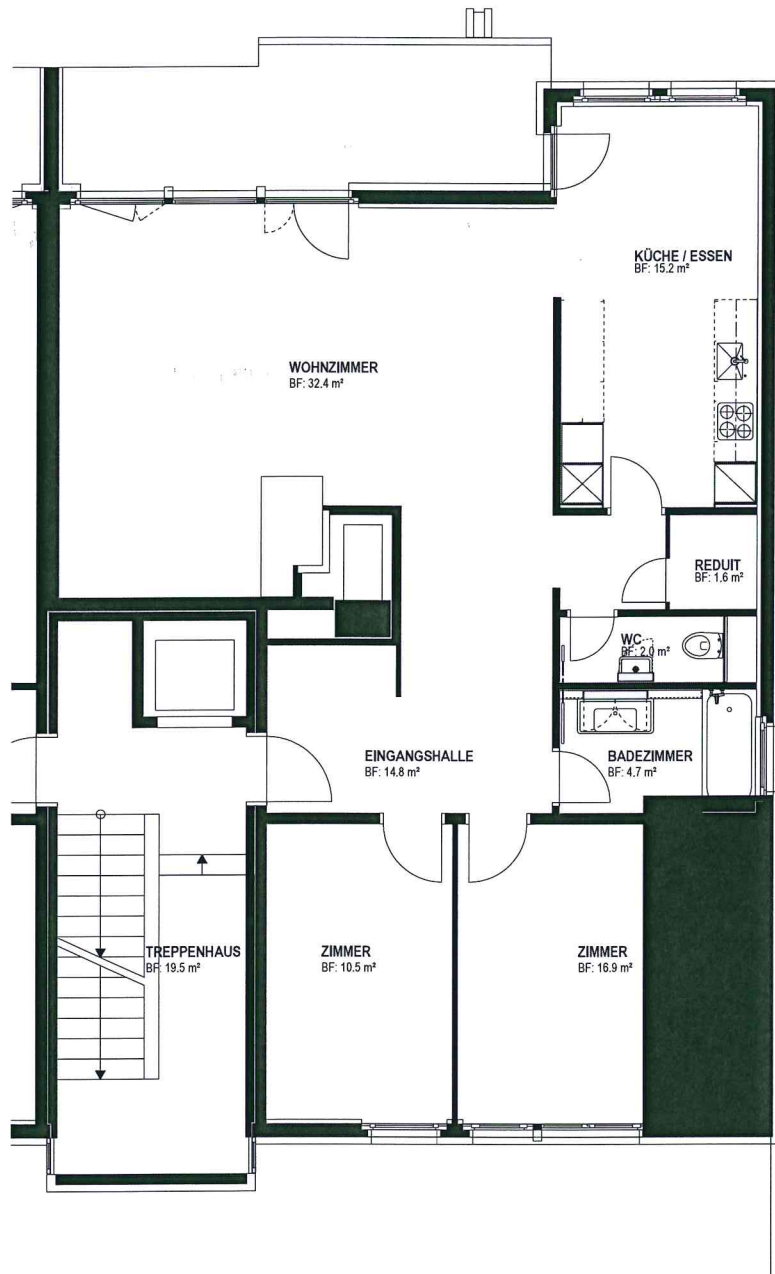 KÜCHE / ESSEN
BF: 15.2 m²
WOHNZIMMER
BF: 32.4 m²
REDUIT
BF: 1.6 m²
WC
BF: 2.0 m²
EINGANGSHALLE
BF: 14.8 m²
BADEZIMMER
BF: 4.7 m²
TREPPENHAUS
BF: 19.5 m²
ZIMMER
BF: 10.5 m²
ZIMMER
BF: 16.9 m²